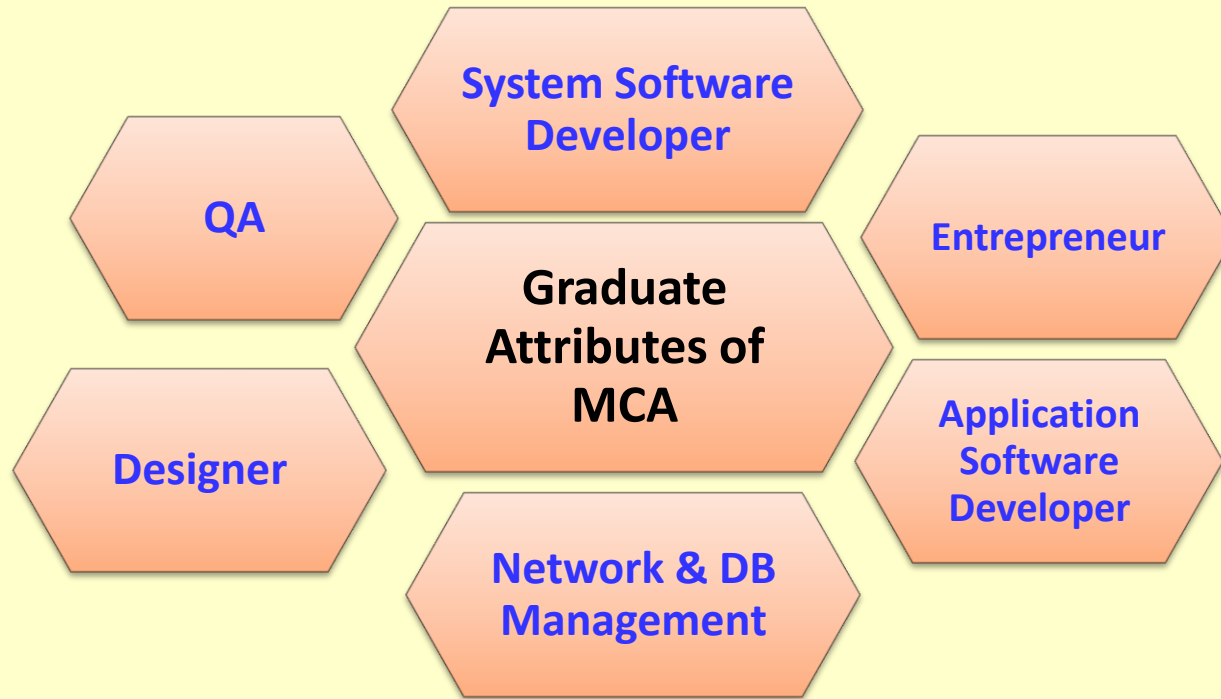 System Software
Developer
QA
Entrepreneur
Graduate
Attributes of
MCA
Application
Software
Developer
Designer
Network & DB
Management